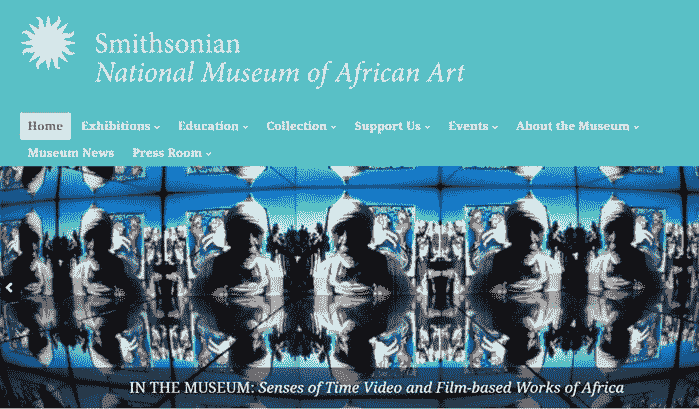 Smithsonian
National Museum of African Art
Home Exhibitions Education Collection Support Us Events About the Museum
Museum News Press Room
IN THE MUSEUM: Senses of Time Video and Film-based Works of Africa